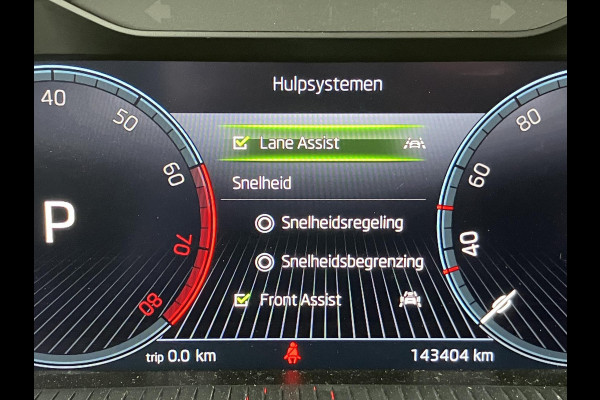 Hulpsystemen
40
50
60
70
80
P
Lane Assist
Snelheid
Snelheidsregeling
Snelheidsbegrenzing
Front Assist
80
60
40
trip 0.0 km
143404 km